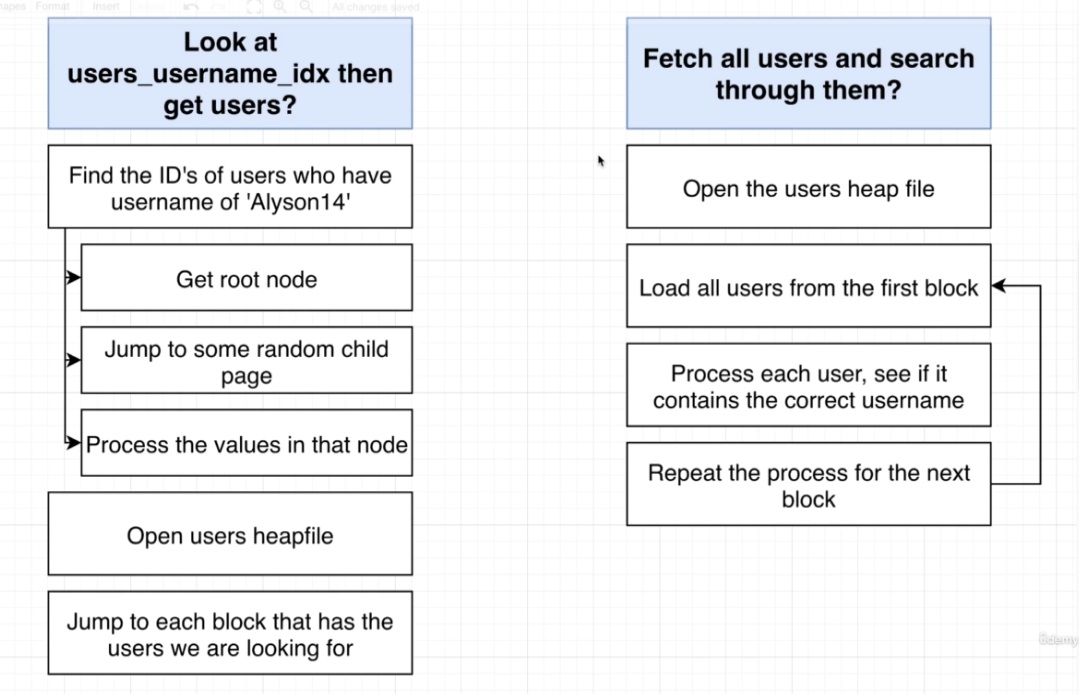 Format
Insert
All changes saved
Look at
users_username_idx then
get users?
Find the ID's of users who have
username of 'Alyson14'
Get root node
Jump to some random child
page
Process the values in that node
Open users heapfile
Jump to each block that has the
users we are looking for
Fetch all users and search
through them?
Open the users heap file
Load all users from the first block
Process each user, see if it
contains the correct username
Repeat the process for the next
block
Udemy